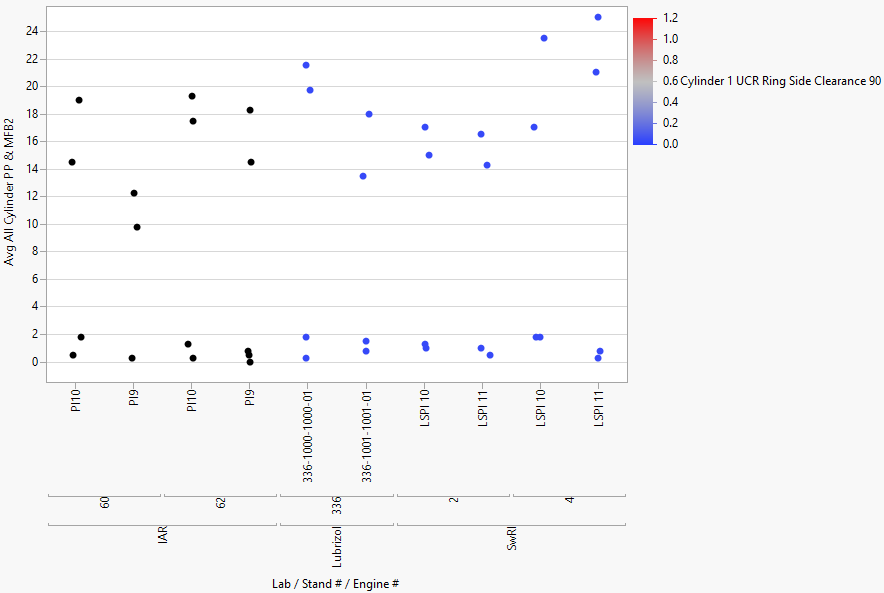 Avg All Cylinder PP & MFB2
24
22
20
18
16
14
12
10
8
6
4
2
0
1.2
1.0
0.8
0.6 Cylinder 1 UCR Ring Side Clearance 90
0.4
0.2
0.0
PI10
PI9
PI10
PI9
336-1000-1000-01
336-1001-1001-01
LSPI 10
LSPI 11
LSPI 10
LSPI 11
60
62
336
2
4
IAR
Lubrizol
SwRI
Lab / Stand # / Engine #